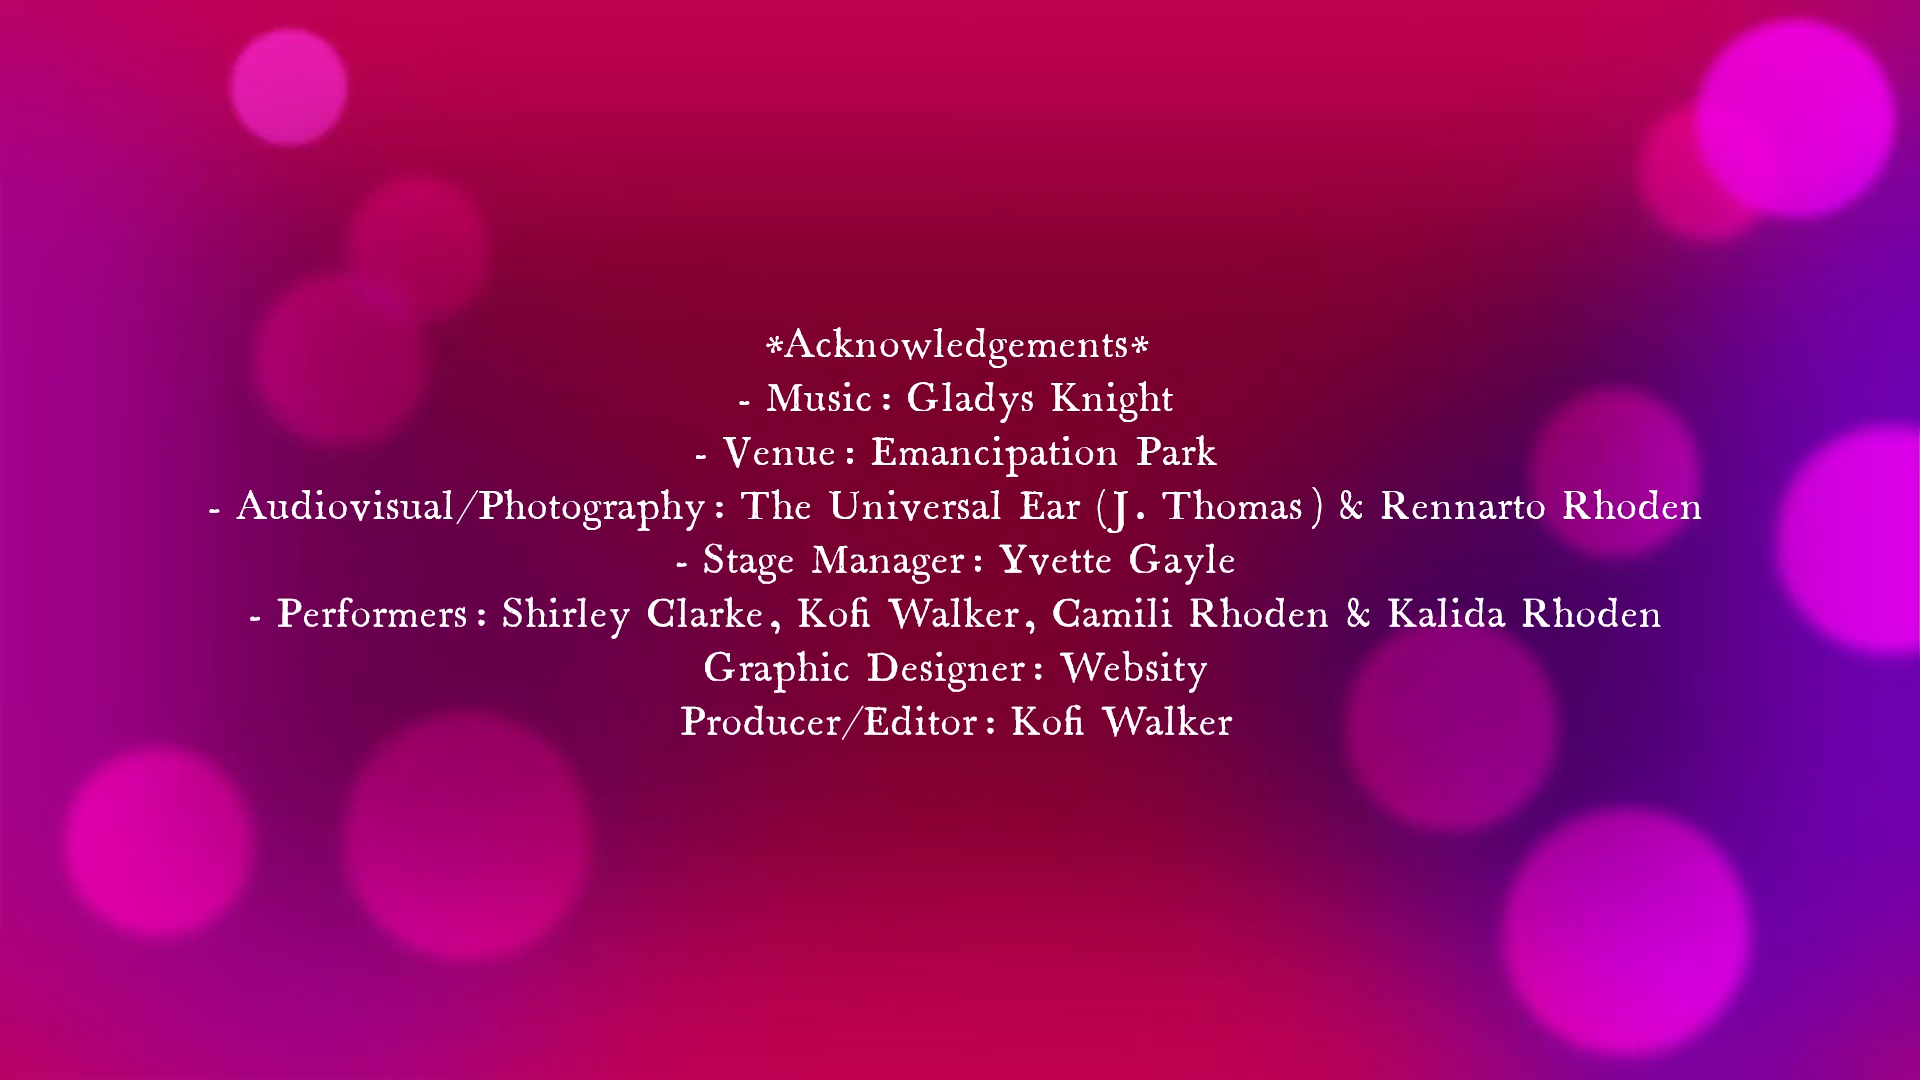 *Acknowledgements*
- Music: Gladys Knight
- Venue: Emancipation Park
- Audiovisual/Photography: The Universal Ear (J. Thomas) & Rennarto Rhoden
- Stage Manager: Yvette Gayle
- Performers: Shirley Clarke, Kofi Walker, Camili Rhoden & Kalida Rhoden
Graphic Designer: Websity
Producer/Editor: Kofi Walker